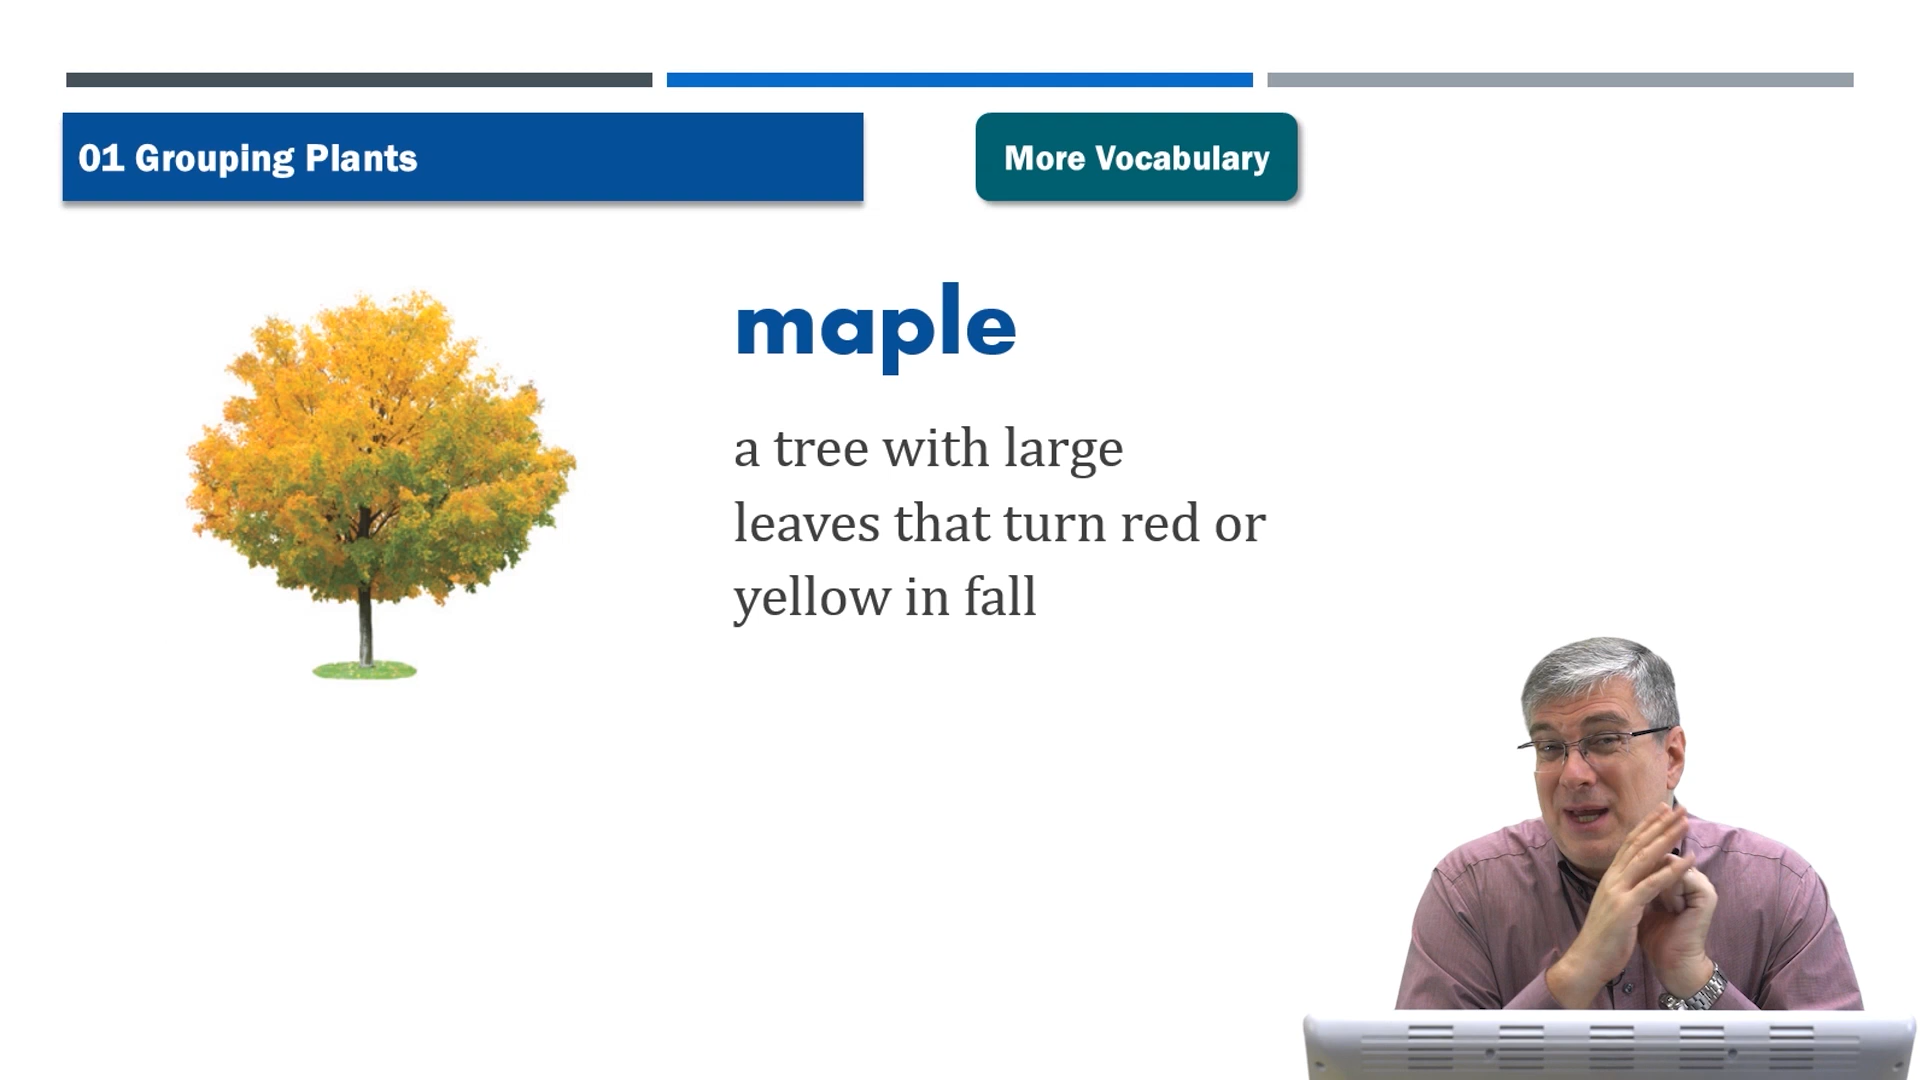 01 Grouping Plants
More Vocabulary
maple
a tree with large
leaves that turn red or
yellow in fall